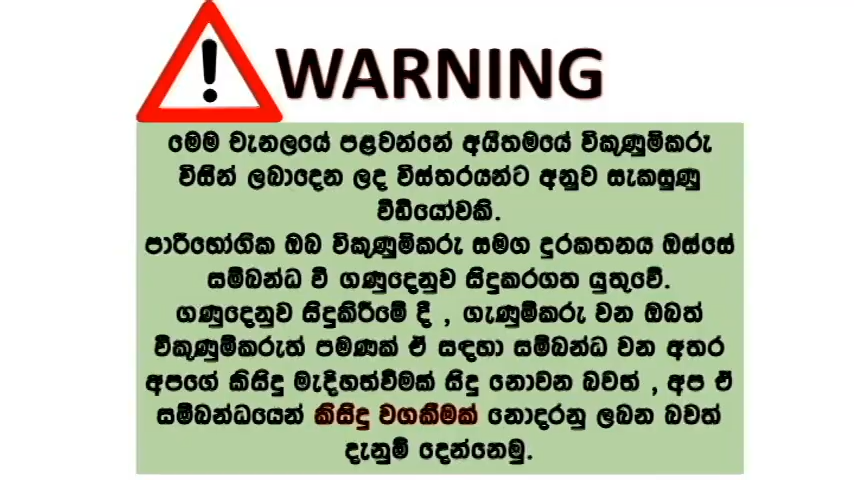 WARNING
මෙම චැනලයේ පළවන්නේ අයිතමයේ විකුණුම්කරු
විසින් ලබාදෙන ලද විස්තරයන්ට අනුව සැකසුණු
වීඩියෝවකි.
පාරිභෝගික ඔබ විකුණුම්කරු සමග දුරකතනය ඔස්සේ
සම්බන්ධ වී ගණුදෙනුව සිදුකරගත යුතුවේ.
ගණුදෙනුව සිදුකිරීමේ දී , ගැණුම්කරු වන ඔබත්
විකුණුම්කරුත් පමණක් ඒ සඳහා සම්බන්ධ වන අතර
අපගේ කිසිදු මැදිහත්වීමක් සිදු නොවන බවත් , අප ඒ
සම්බන්ධයෙන් කිසිදු වගකීමක් නොදරනු ලබන බවත්
දැනුම් දෙන්නෙමු.